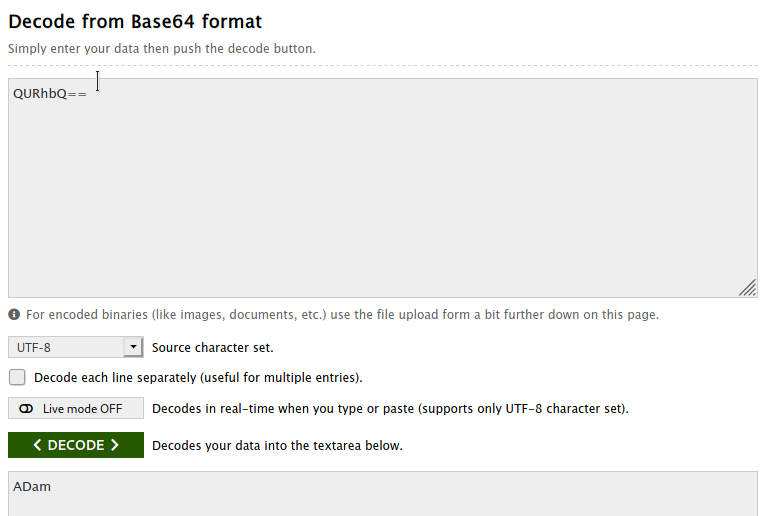 Decode from Base64 format
Simply enter your data then push the decode button.
QURhbQ==
For encoded binaries (like images, documents, etc.) use the file upload form a bit further down on this page.
UTF-8 Source character set.
Decode each line separately (useful for multiple entries).
Live mode OFF Decodes in real-time when you type or paste (supports only UTF-8 character set).
< DECODE > Decodes your data into the textarea below.
ADam